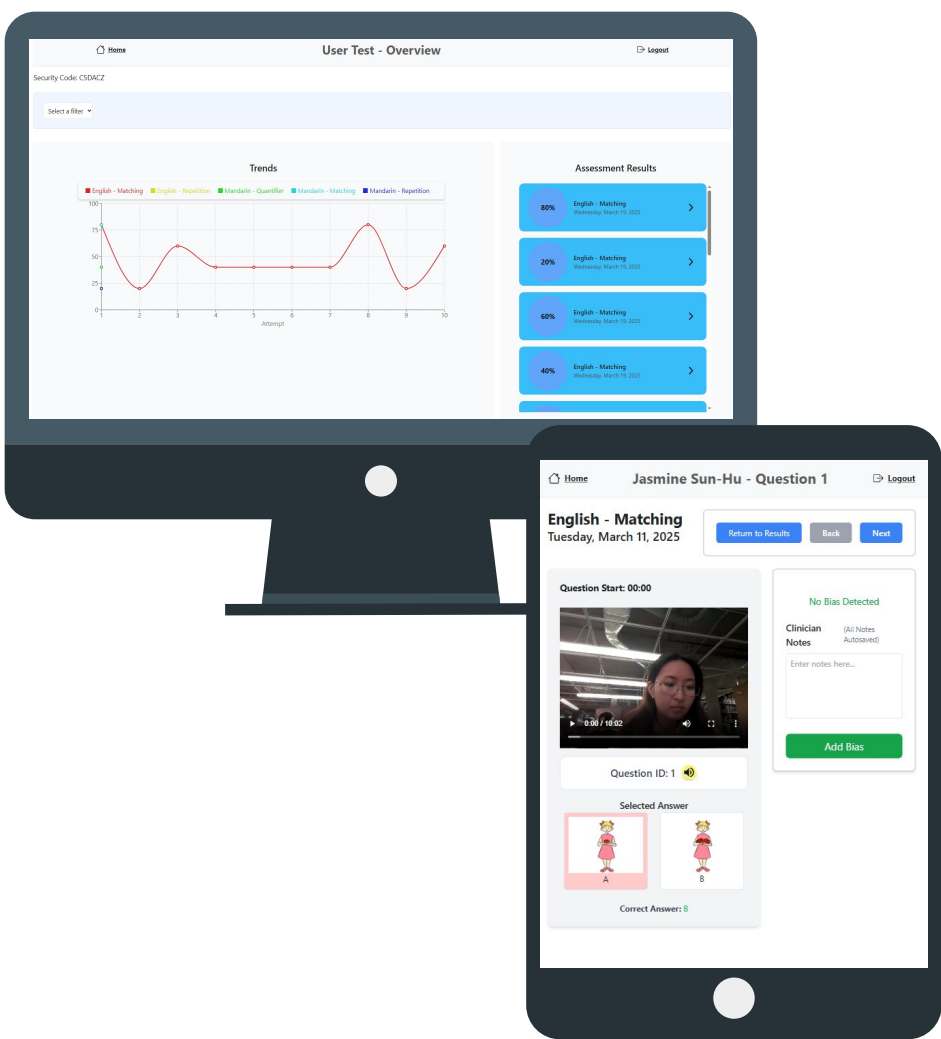 Home User Test - Overview Logout
Security Code: C5DACZ
Select a filter
Trends
English - Matching English - Repetition Mandarin - Quantifier Mandarin - Matching Mandarin - Repetition
100
75
50
25
0
1 2 3 4 5 6 7 8 9 10
Attempt
Assessment Results
80% English - Matching
Wednesday, March 19, 2025
20% English - Matching
Wednesday, March 19, 2025
60% English - Matching
Wednesday, March 19, 2025
40% English - Matching
Wednesday, March 19, 2025
Home Jasmine Sun-Hu - Question 1 Logout
English - Matching
Tuesday, March 11, 2025
Return to Results Back Next
Question Start: 00:00
0:00 / 10:02
Question ID: 1
Selected Answer
A B
Correct Answer: B
No Bias Detected
Clinician Notes (All Notes Autosaved)
Enter notes here...
Add Bias